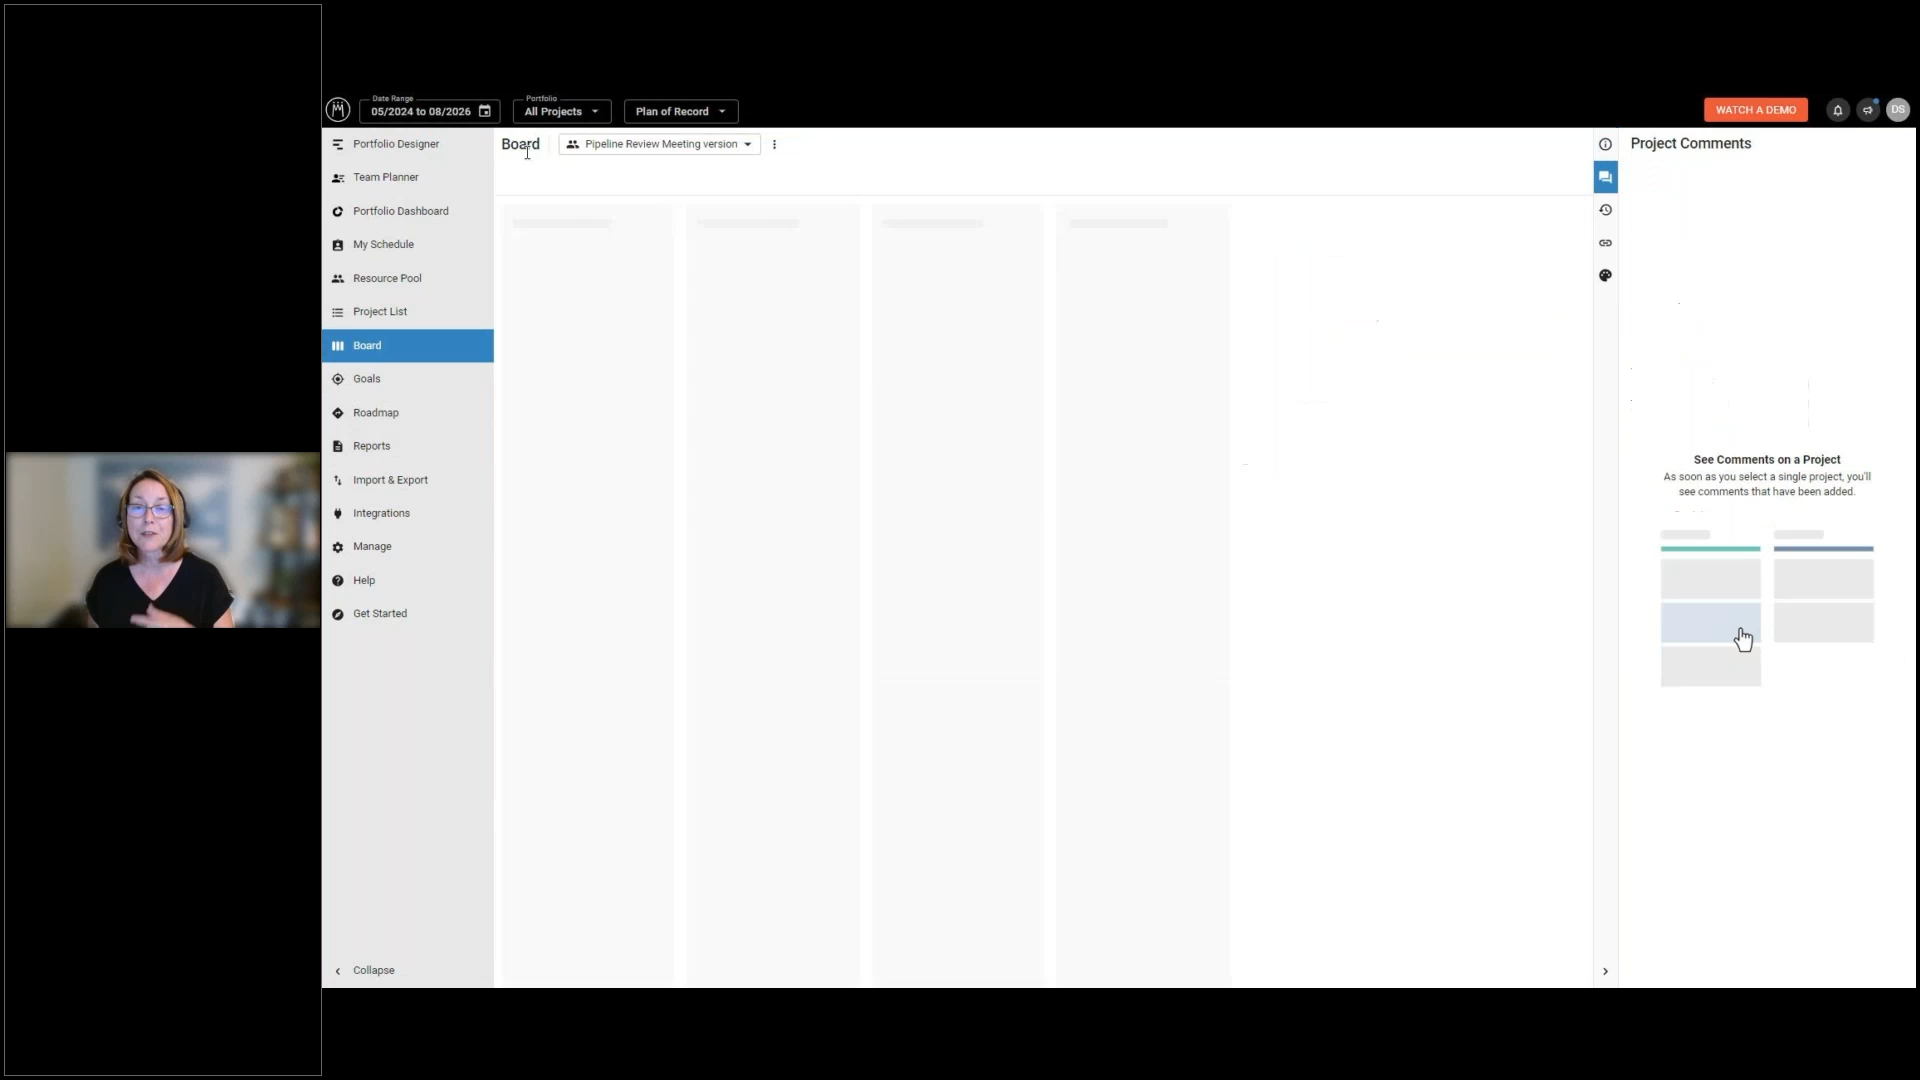 Date Range
05/2024 to 08/2026
Portfolio
All Projects
Plan of Record
WATCH A DEMO
DS
Portfolio Designer
Team Planner
Portfolio Dashboard
My Schedule
Resource Pool
Project List
Board
Goals
Roadmap
Reports
Import & Export
Integrations
Manage
Help
Get Started
Collapse
Board
Pipeline Review Meeting version
Project Comments
See Comments on a Project
As soon as you select a single project, you'll
see comments that have been added.